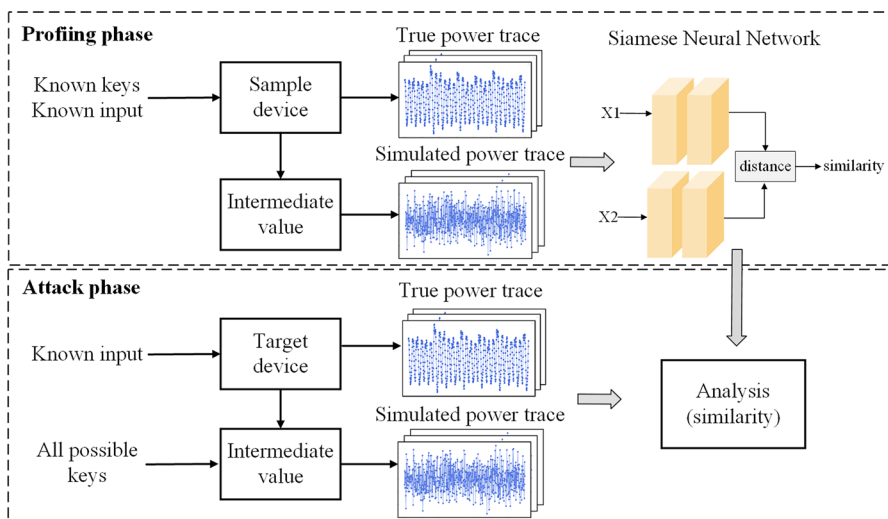 Profiing phase
Known keys
Known input
Sample
device
Intermediate
value
True power trace
Simulated power trace
Siamese Neural Network
X1
X2
distance
similarity
Attack phase
Known input
All possible
keys
Target
device
Intermediate
value
True power trace
Simulated power trace
Analysis
(similarity)